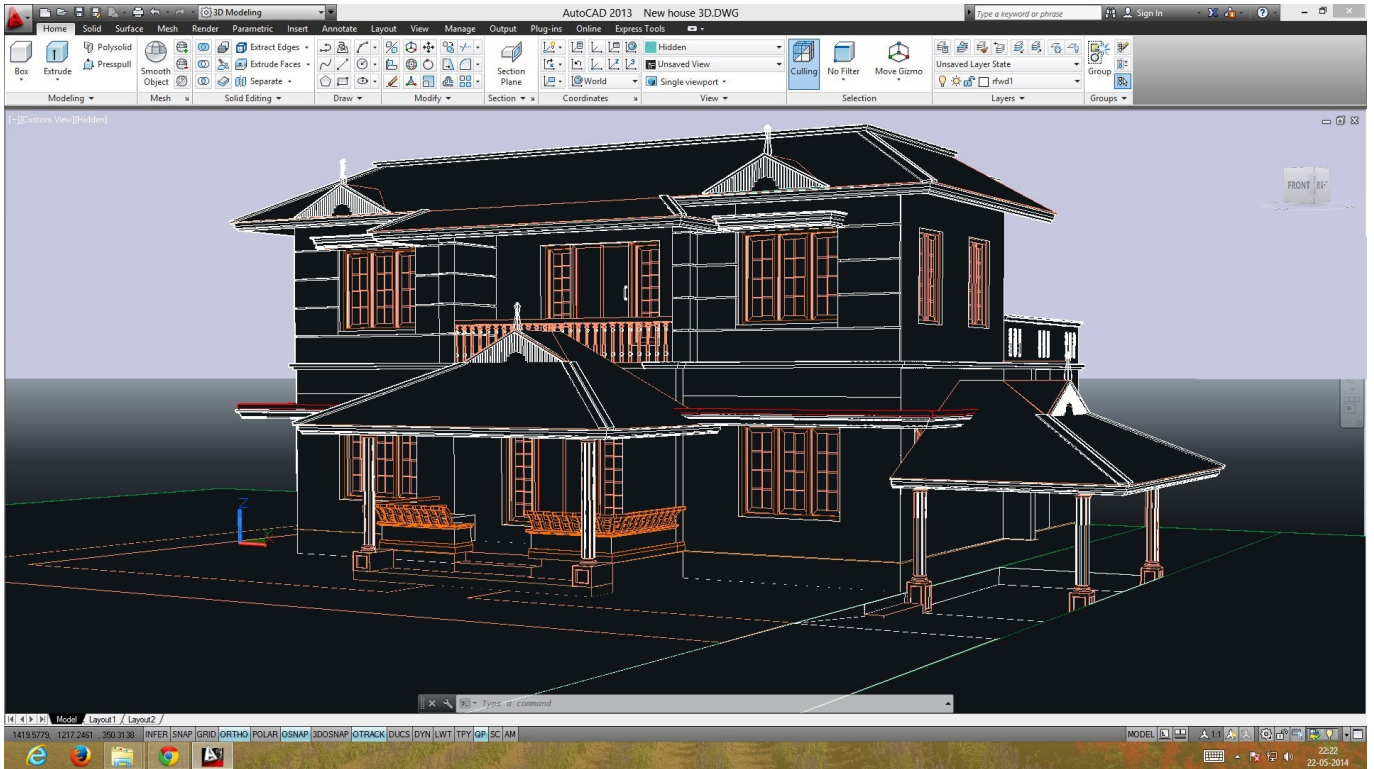 3D Modeling
AutoCAD 2013 New house 3D.DWG
Type a keyword or phrase
Sign In
Home Solid Surface Mesh Render Parametric Insert Annotate Layout View Manage Output Plug-ins Online Express Tools
Box
Extrude
Polysolid
Presspull
Smooth Object
Extract Edges
Extrude Faces
Separate
Section Plane
World
Hidden
Unsaved View
Single viewport
Culling
No Filter
Move Gizmo
Unsaved Layer State
rfwd1
Group
Modeling Mesh Solid Editing Draw Modify Section Coordinates View Selection Layers Groups
[−][Custom View][Hidden]
FRONT
Z
Type a command
Model Layout1 Layout2
1419.5779, 1217.2461 , 350.3138 INFER SNAP GRID ORTHO POLAR OSNAP 3DOSNAP OTRACK DUCS DYN LWT TPY QP SC AM MODEL 1:1
22:22
22-05-2014